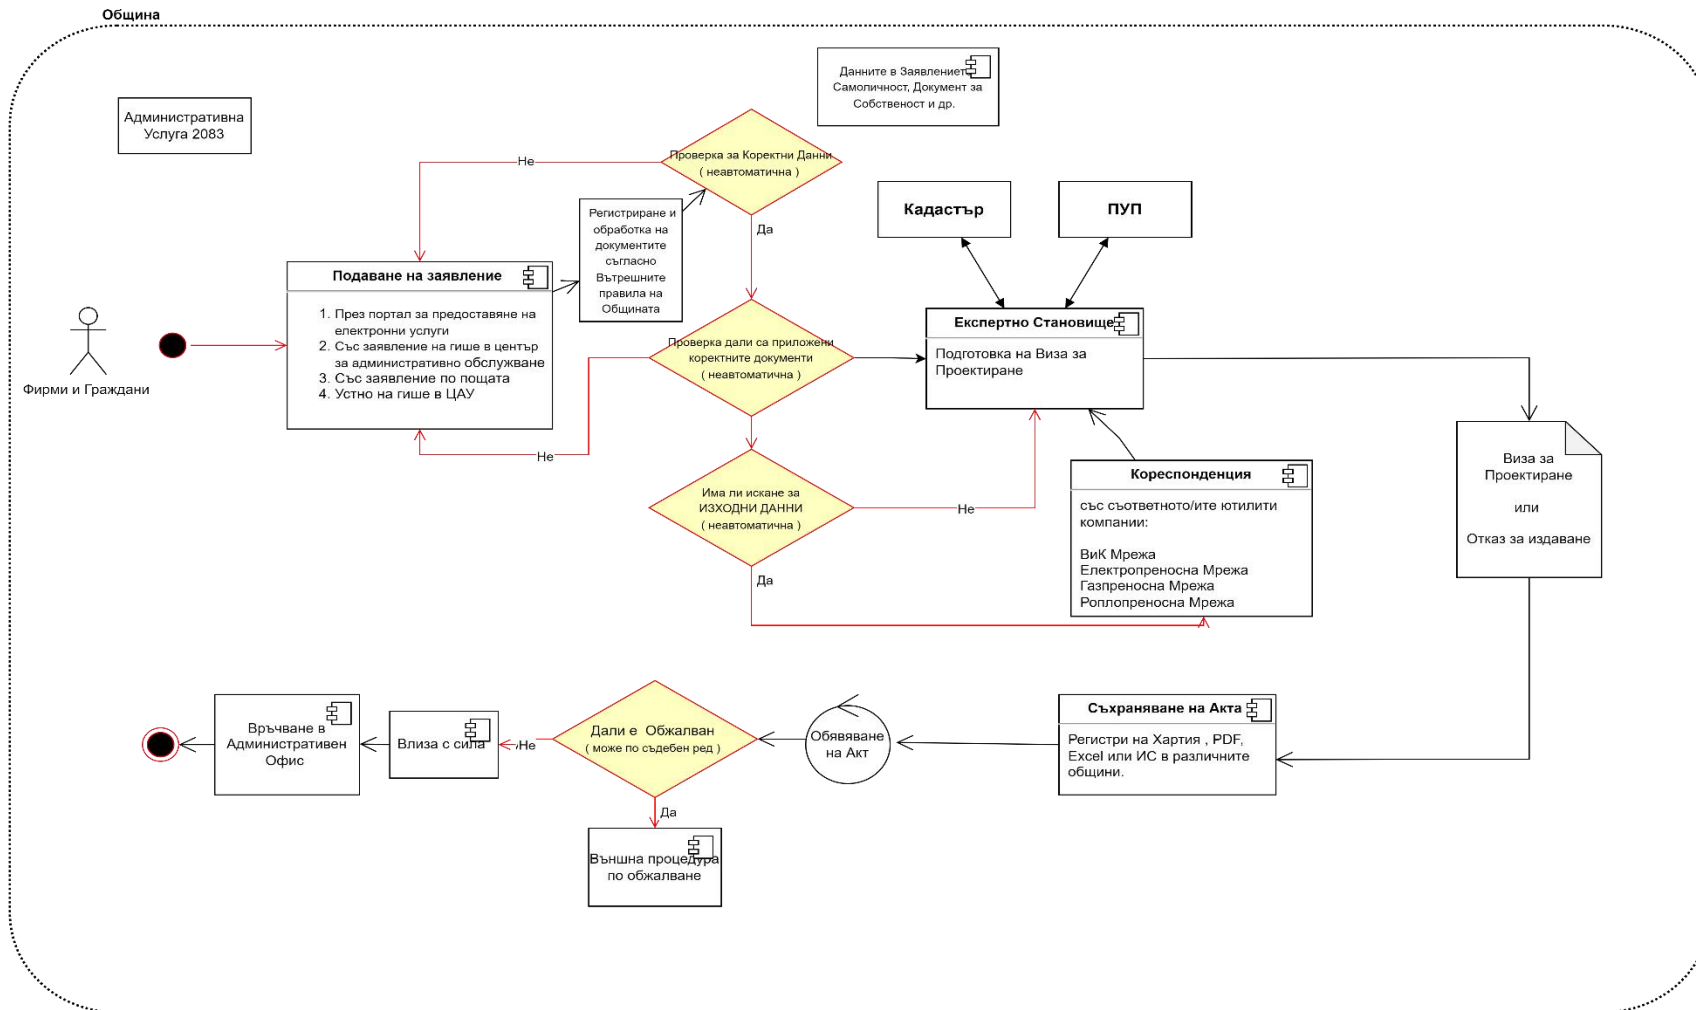 Община
Данните в Заявлението
Самоличност, Документ за
Собственост и др.
Административна
Услуга 2083
Проверка за Коректни Данни
( неавтоматична )
Не
Да
Регистриране и
обработка на
документите
съгласно
Вътрешните
правила на
Общината
Кадастър
ПУП
Подаване на заявление
1. През портал за предоставяне на
електронни услуги
2. Със заявление на гише в център
за административно обслужване
3. Със заявление по пощата
4. Устно на гише в ЦАУ
Фирми и Граждани
Проверка дали са приложени
коректните документи
( неавтоматична )
Не
Експертно Становище
Подготовка на Виза за
Проектиране
Има ли искане за
ИЗХОДНИ ДАННИ
( неавтоматична )
Не
Да
Кореспонденция
със съответното/ите ютилити
компании:
ВиК Мрежа
Електропреносна Мрежа
Газпреносна Мрежа
Роплопреносна Мрежа
Виза за
Проектиране
или
Отказ за издаване
Съхраняване на Акта
Регистри на Хартия , PDF,
Excel или ИС в различните
общини.
Обявяване
на Акт
Дали е Обжалван
( може по съдебен ред )
Не
Да
Влиза с сила
Връчване в
Административен
Офис
Външна процедура
по обжалване